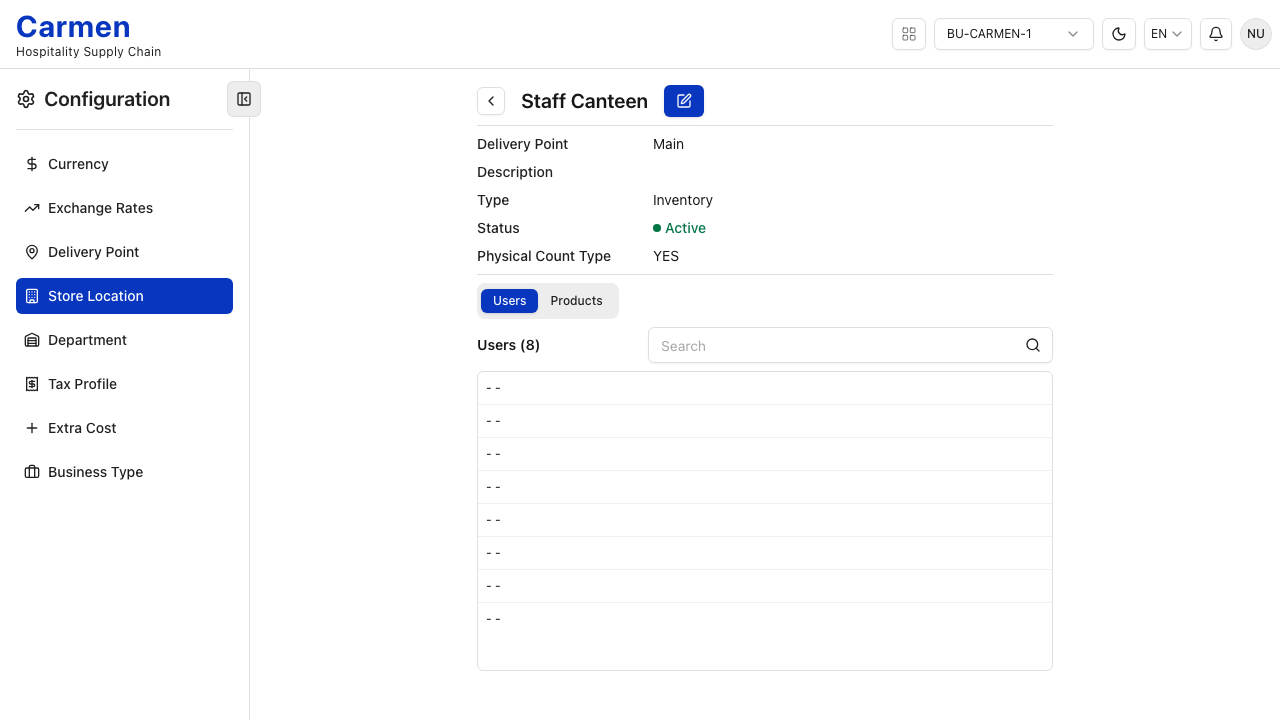 Carmen
Hospitality Supply Chain
BU-CARMEN-1
EN
NU
Configuration
Currency
Exchange Rates
Delivery Point
Store Location
Department
Tax Profile
Extra Cost
Business Type
Staff Canteen
Delivery Point Main
Description
Type Inventory
Status Active
Physical Count Type YES
Users Products
Users (8) Search
- -
- -
- -
- -
- -
- -
- -
- -